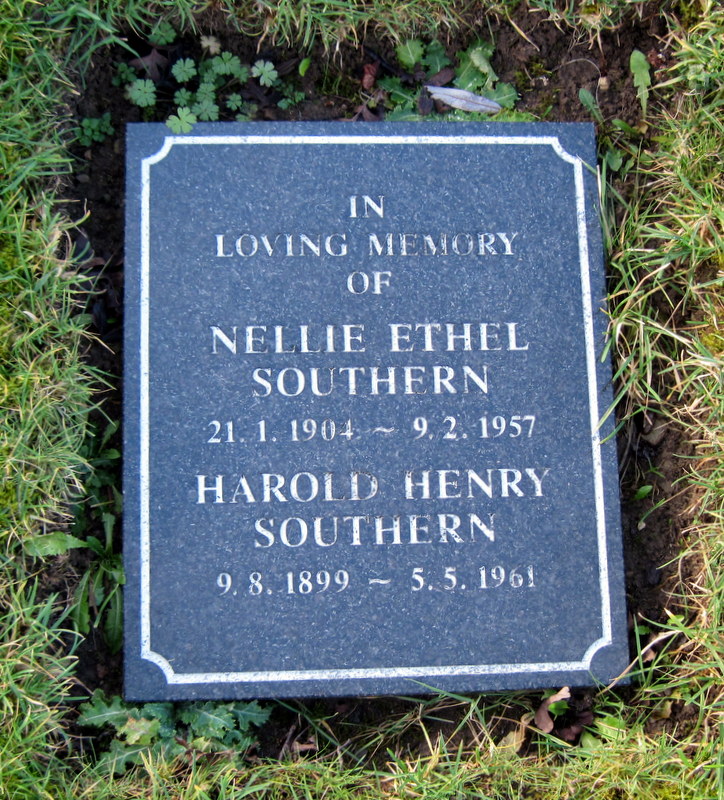 IN
LOVING MEMORY
OF
NELLIE ETHEL
SOUTHERN
21. 1. 1904 ~ 9. 2. 1957
HAROLD HENRY
SOUTHERN
9. 8. 1899 ~ 5. 5. 1961